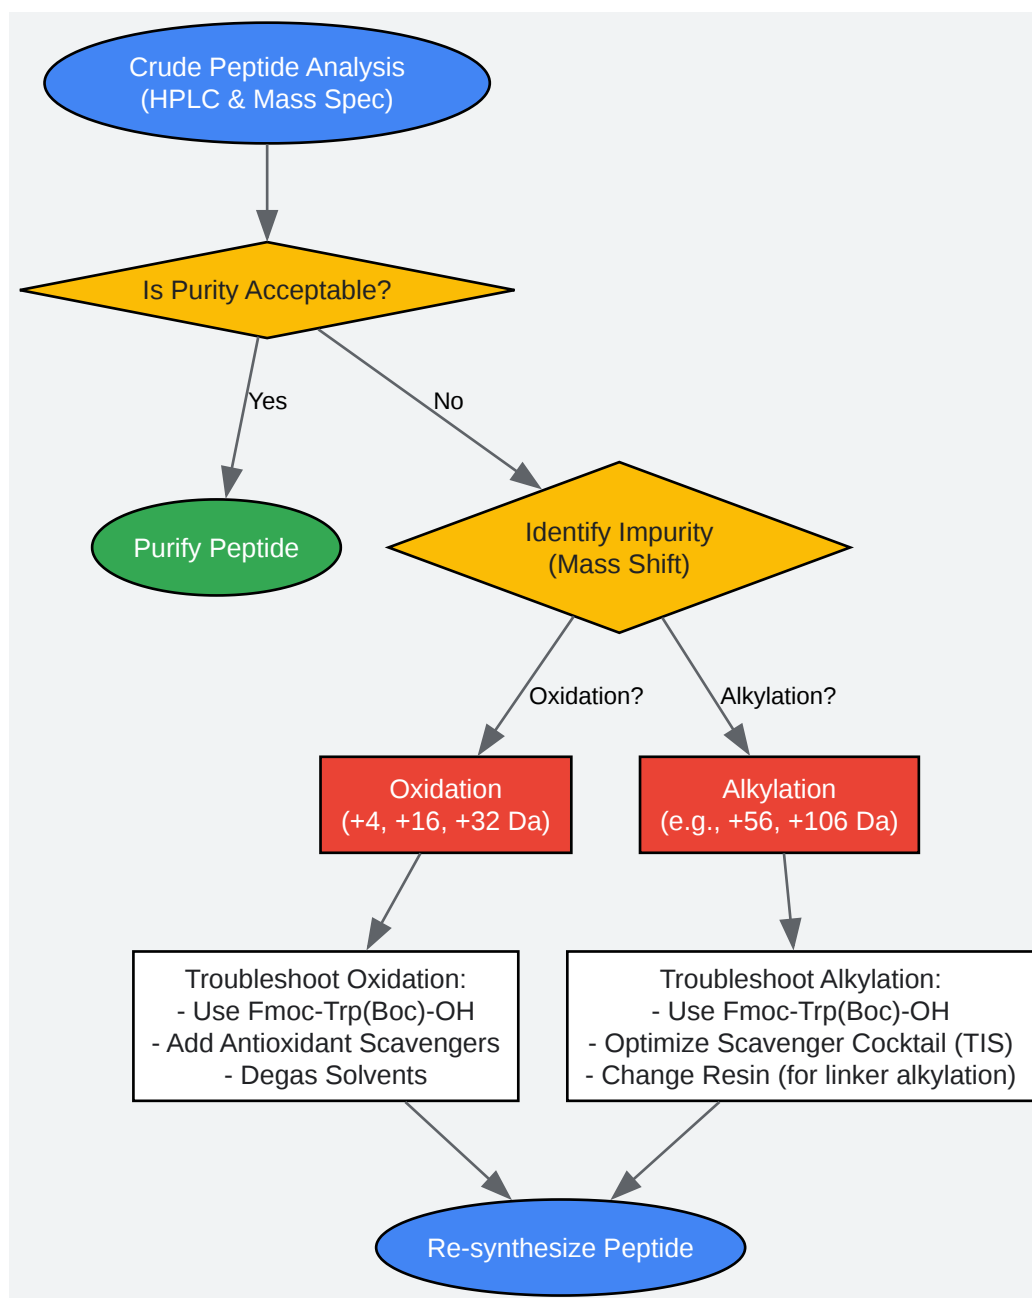 Crude Peptide Analysis
(HPLC & Mass Spec)
Is Purity Acceptable?
Yes
No
Purify Peptide
Identify Impurity
(Mass Shift)
Oxidation?
Alkylation?
Oxidation
(+4, +16, +32 Da)
Alkylation
(e.g., +56, +106 Da)
Troubleshoot Oxidation:
- Use Fmoc-Trp(Boc)-OH
- Add Antioxidant Scavengers
- Degas Solvents
Troubleshoot Alkylation:
- Use Fmoc-Trp(Boc)-OH
- Optimize Scavenger Cocktail (TIS)
- Change Resin (for linker alkylation)
Re-synthesize Peptide